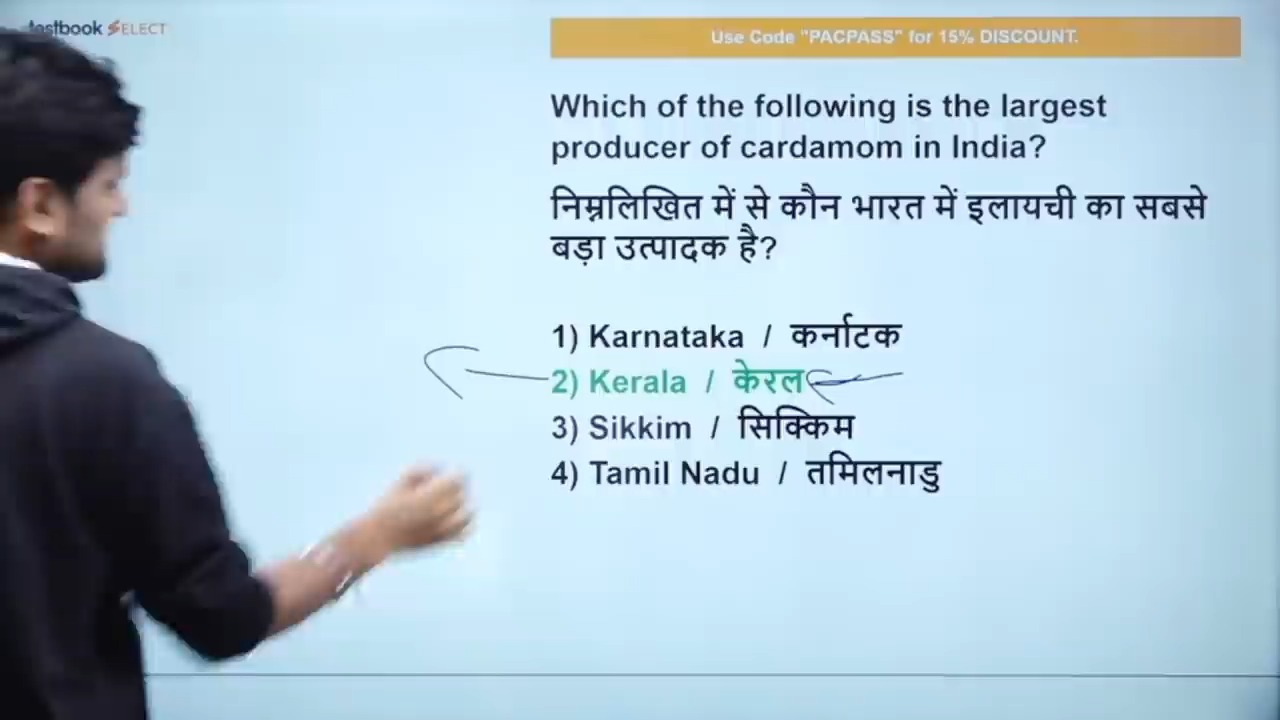 testbook SELECT
Use Code "PACPASS" for 15% DISCOUNT.
Which of the following is the largest
producer of cardamom in India?
निम्नलिखित में से कौन भारत में इलायची का सबसे
बड़ा उत्पादक है?
1) Karnataka / कर्नाटक
2) Kerala / केरल
3) Sikkim / सिक्किम
4) Tamil Nadu / तमिलनाडु